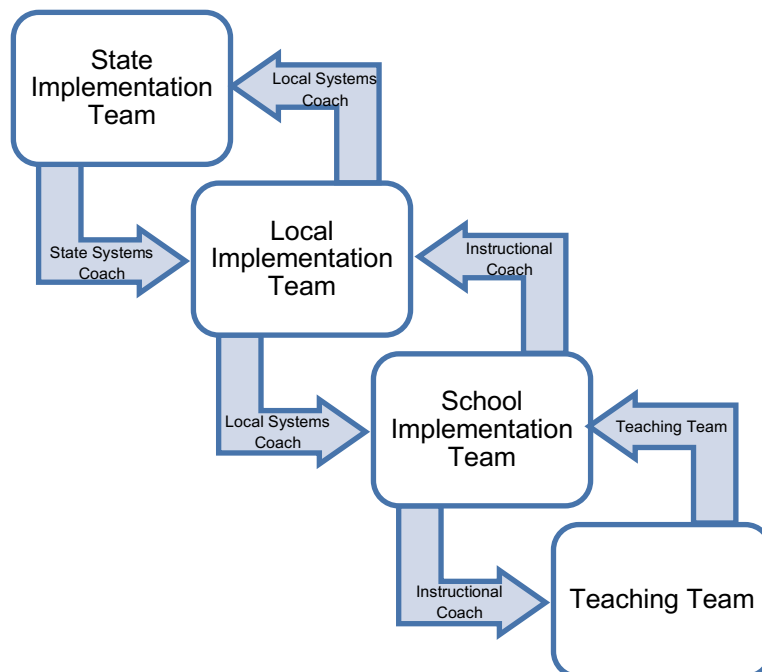 State
Implementation
Team
Local Systems
Coach
State Systems
Coach
Local
Implementation
Team
Instructional
Coach
Local Systems
Coach
School
Implementation
Team
Teaching Team
Instructional
Coach
Teaching Team